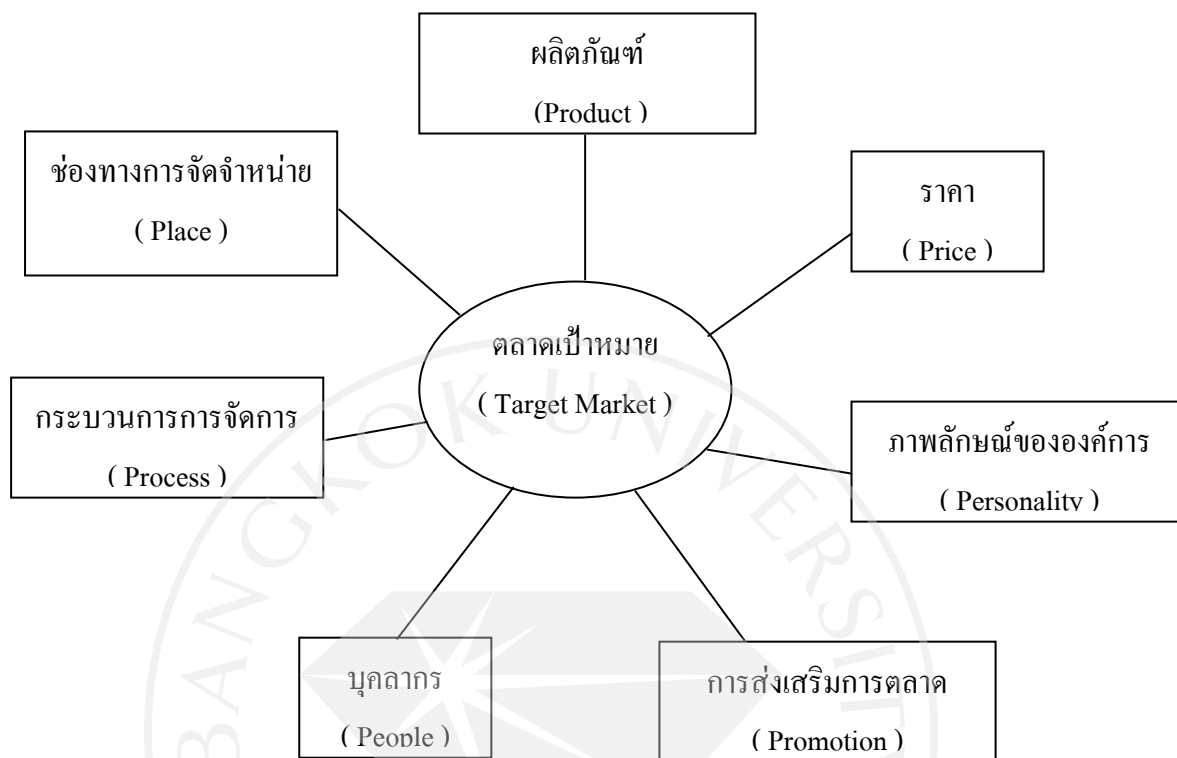 ผลิตภัณฑ์
(Product )
ช่องทางการจัดจำหน่าย
( Place )
ราคา
( Price )
ตลาดเป้าหมาย
( Target Market )
กระบวนการการจัดการ
( Process )
ภาพลักษณ์ขององค์การ
( Personality )
บุคลากร
( People )
การส่งเสริมการตลาด
( Promotion )
BANGKOK UNIVERSIT